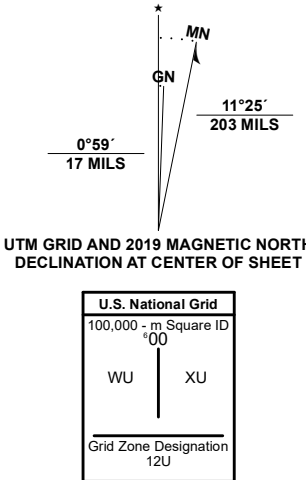 ★
MN
GN
11°25´
203 MILS
0°59´
17 MILS
UTM GRID AND 2019 MAGNETIC NORTH
DECLINATION AT CENTER OF SHEET
U.S. National Grid
100,000 - m Square ID
⁶00
WU XU
Grid Zone Designation
12U